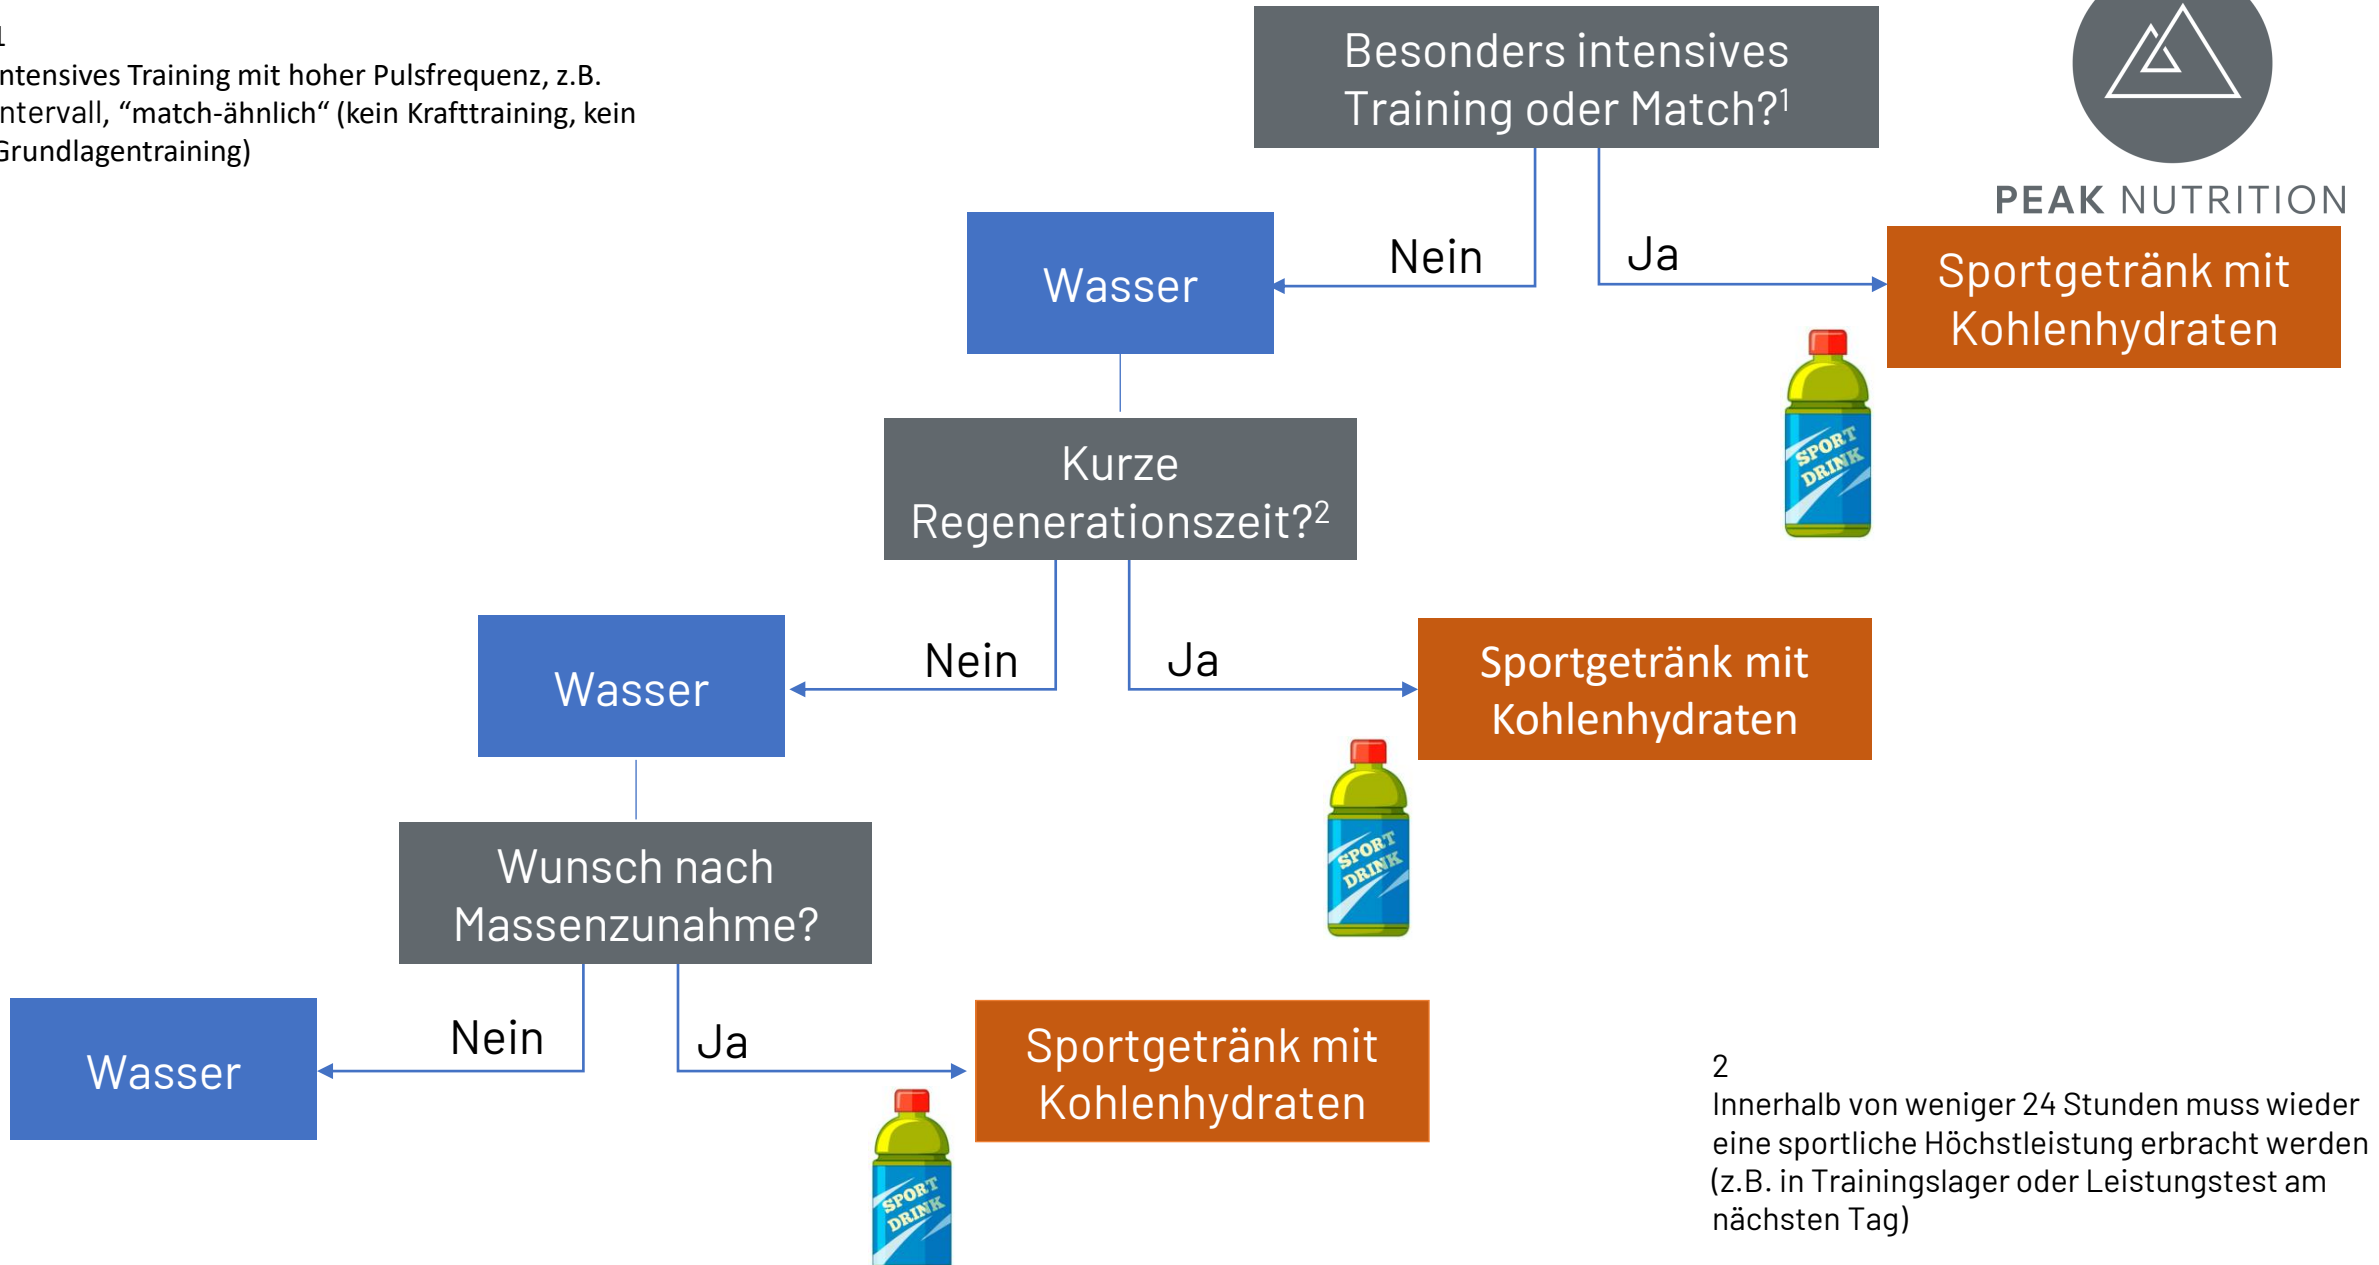 1
ntensives Training mit hoher Pulsfrequenz, z.B.
ntervall, “match-ähnlich“ (kein Krafttraining, kein
Grundlagentraining)
Besonders intensives
Training oder Match?1
PEAK NUTRITION
Wasser
Nein
Ja
Sportgetränk mit
Kohlenhydraten
SPORT
DRINK
Kurze
Regenerationszeit?2
Wasser
Nein
Ja
Sportgetränk mit
Kohlenhydraten
SPORT
DRINK
Wunsch nach
Massenzunahme?
Wasser
Nein
Ja
Sportgetränk mit
Kohlenhydraten
SPORT
DRINK
2
Innerhalb von weniger 24 Stunden muss wieder
eine sportliche Höchstleistung erbracht werden
(z.B. in Trainingslager oder Leistungstest am
nächsten Tag)